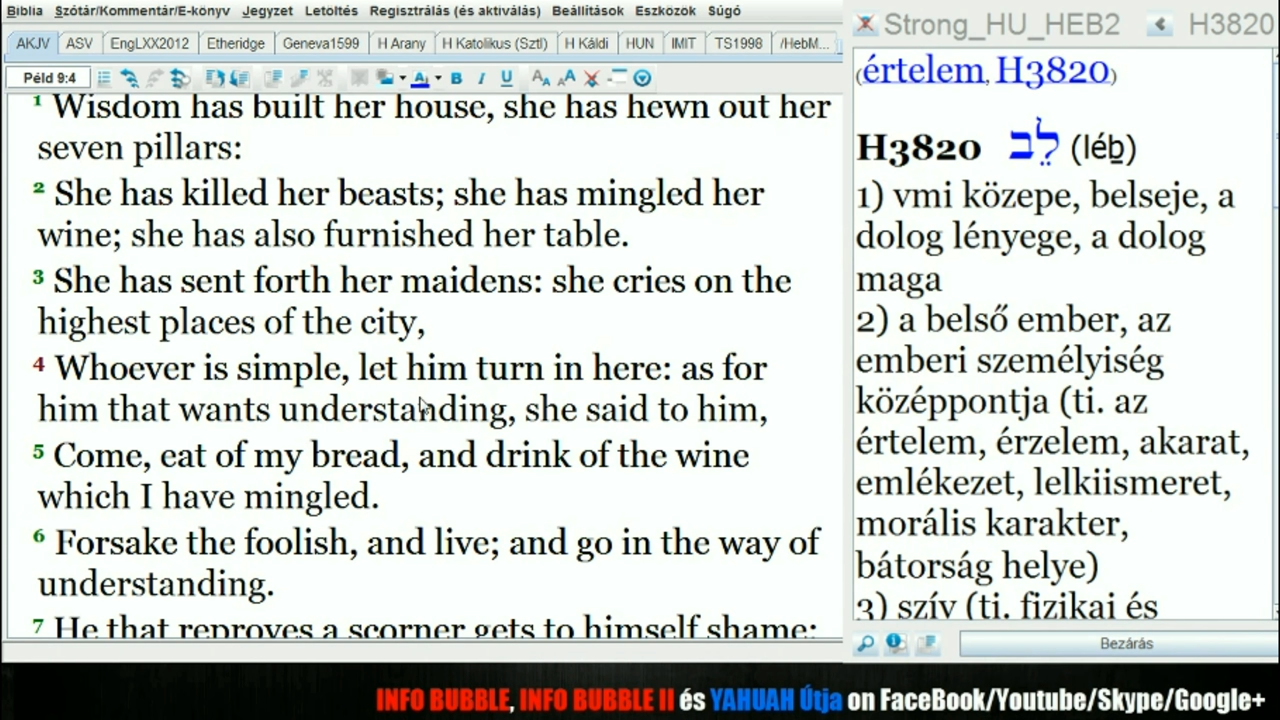 Biblia Szótár/Kommentár/E-könyv Jegyzet Letöltés Regisztrálás (és aktiválás) Beállítások Eszközök Súgó
AKJV ASV EngLXX2012 Etheridge Geneva1599 H Arany H Katolikus (Sztl) H Káldi HUN IMIT TS1998 /HebM...
Péld 9:4
1 Wisdom has built her house, she has hewn out her
seven pillars:
2 She has killed her beasts; she has mingled her
wine; she has also furnished her table.
3 She has sent forth her maidens: she cries on the
highest places of the city,
4 Whoever is simple, let him turn in here: as for
him that wants understanding, she said to him,
5 Come, eat of my bread, and drink of the wine
which I have mingled.
6 Forsake the foolish, and live; and go in the way of
understanding.
7 He that reproves a scorner gets to himself shame:
Strong_HU_HEB2 H3820
(értelem, H3820)
H3820 לֵב (léḇ)
1) vmi közepe, belseje, a
dolog lényege, a dolog
maga
2) a belső ember, az
emberi személyiség
középpontja (ti. az
értelem, érzelem, akarat,
emlékezet, lelkiismeret,
morális karakter,
bátorság helye)
3) szív (ti. fizikai és
Bezárás
INFO BUBBLE, INFO BUBBLE II és YAHUAH Útja on FaceBook/Youtube/Skype/Google+